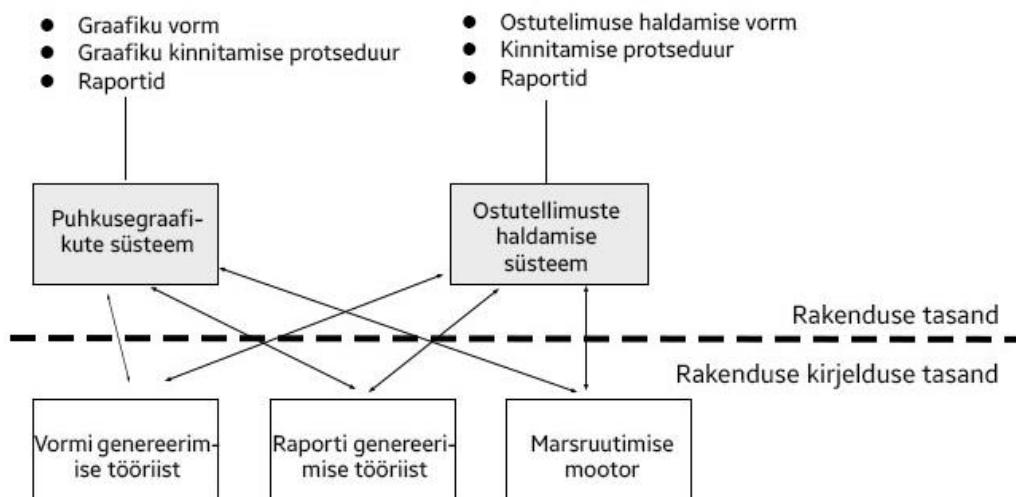 Graafiku vorm
Graafiku kinnitamise protseduur
Raportid
Ostutelimuse haldamise vorm
Kinnitamise protseduur
Raportid
Puhkusegraafi-
kute süsteem
Ostutellimuste
haldamise
süsteem
Rakenduse tasand
Rakenduse kirjelduse tasand
Vormi genereerim-
ise tööriist
Raporti genereeri-
mise tööriist
Marsruutimise
mootor